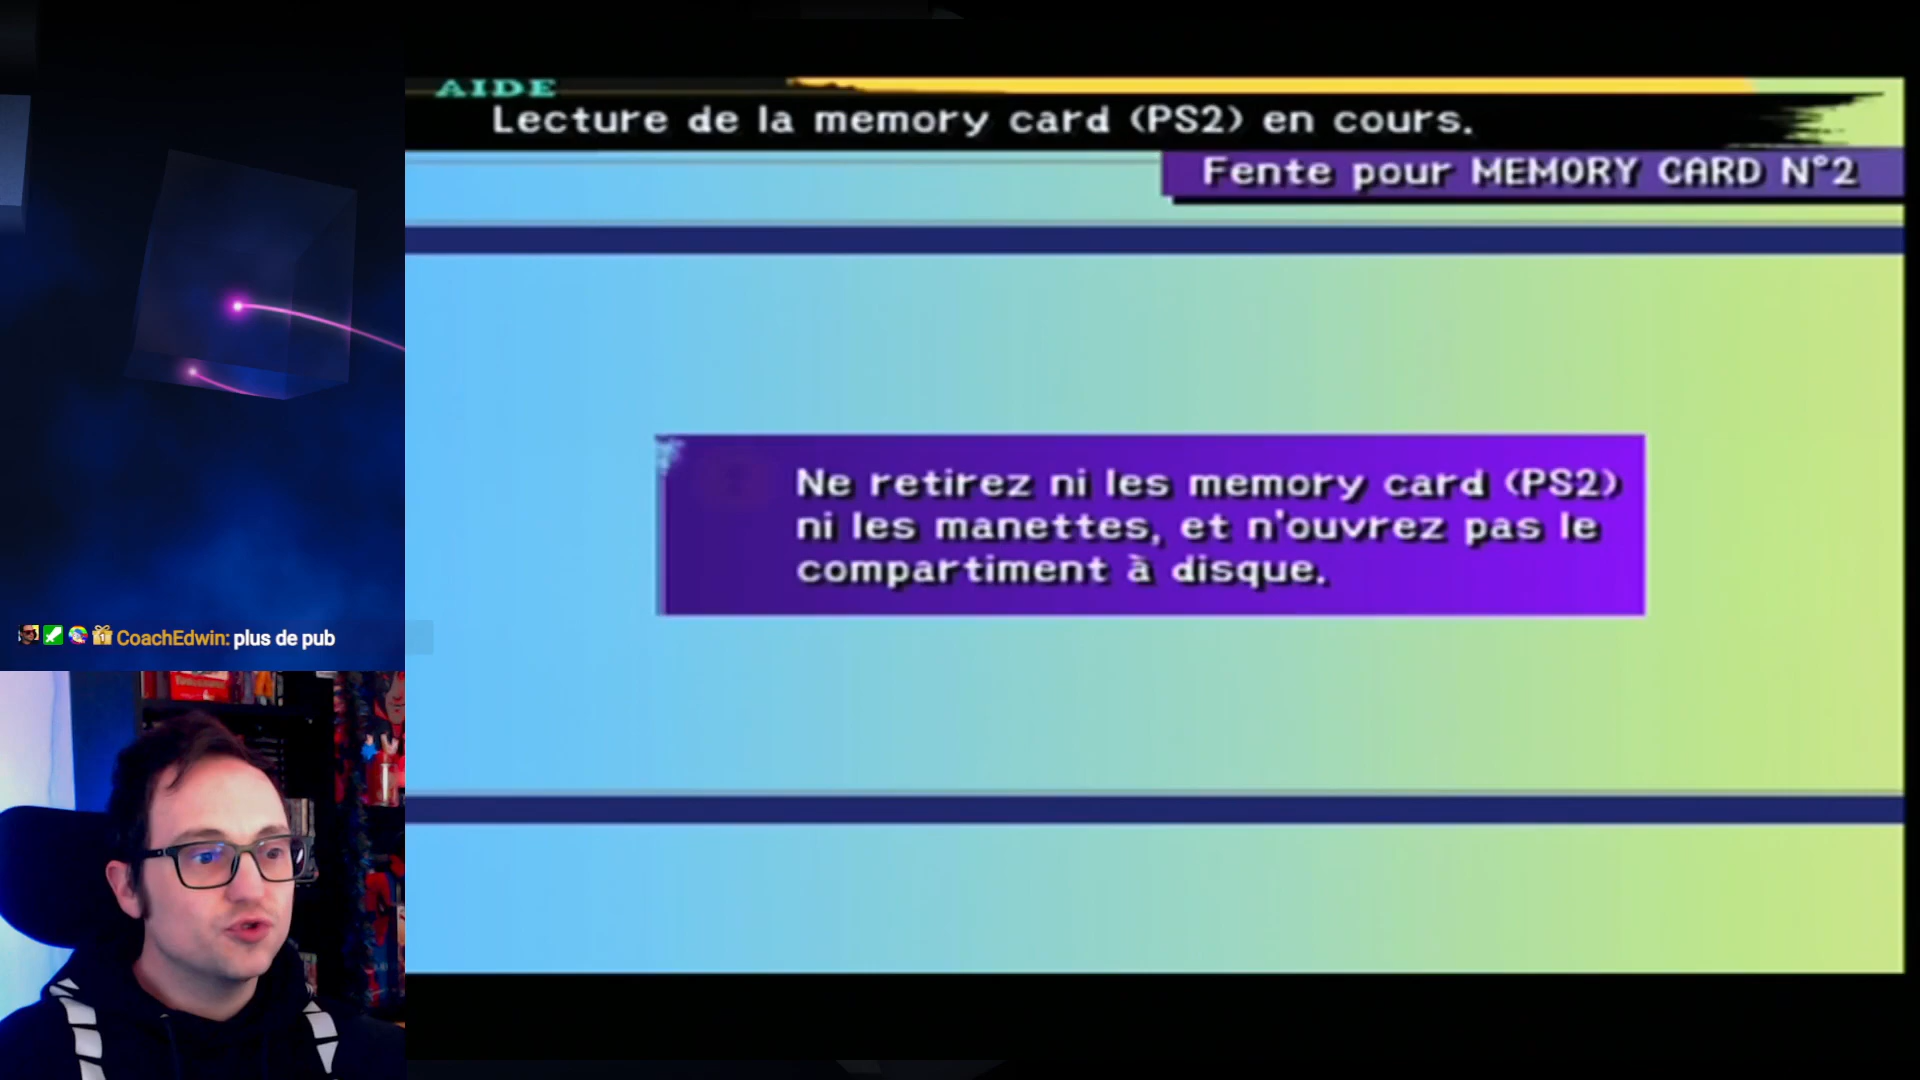 AIDE
Lecture de la memory card (PS2) en cours.
Fente pour MEMORY CARD N°2
Ne retirez ni les memory card (PS2)
ni les manettes, et n'ouvrez pas le
compartiment à disque.
CoachEdwin: plus de pub